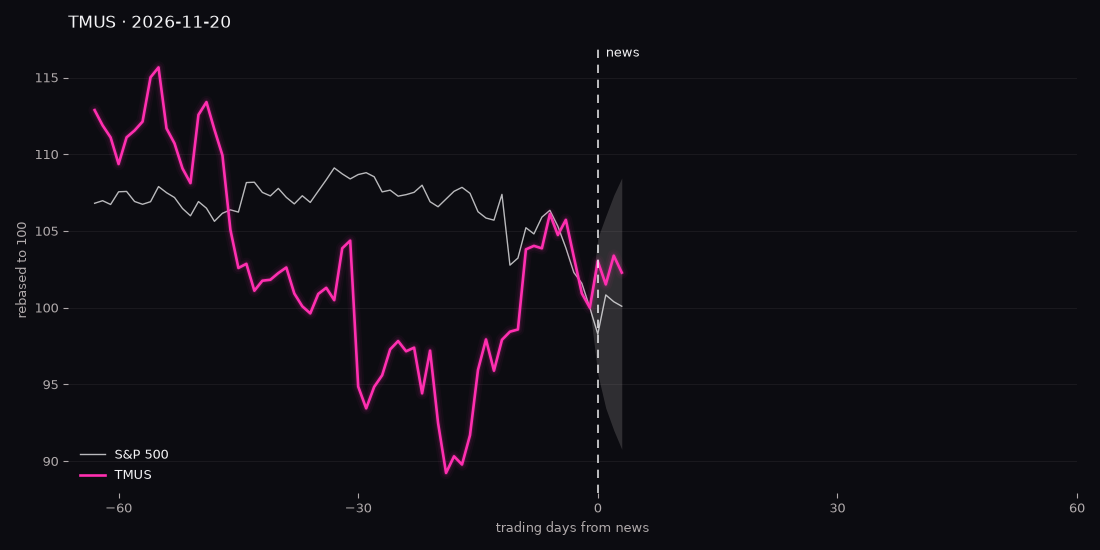 TMUS · 2026-11-20
news
115
110
105
100
95
90
rebased to 100
S&P 500
TMUS
−60
−30
0
30
60
trading days from news